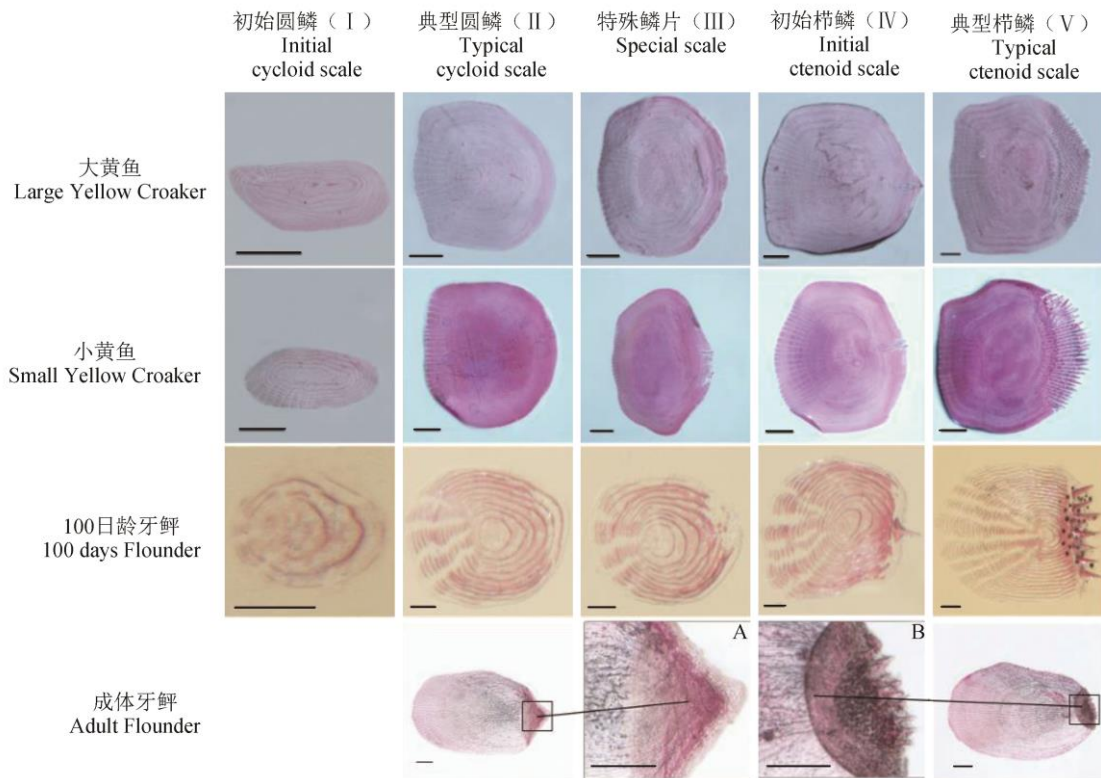 初始圆鳞（Ⅰ）
Initial
cycloid scale
典型圆鳞（Ⅱ）
Typical
cycloid scale
特殊鳞片（Ⅲ）
Special scale
初始栉鳞（Ⅳ）
Initial
ctenoid scale
典型栉鳞（Ⅴ）
Typical
ctenoid scale
大黄鱼
Large Yellow Croaker
小黄鱼
Small Yellow Croaker
100日龄牙鲆
100 days Flounder
成体牙鲆
Adult Flounder
A
B